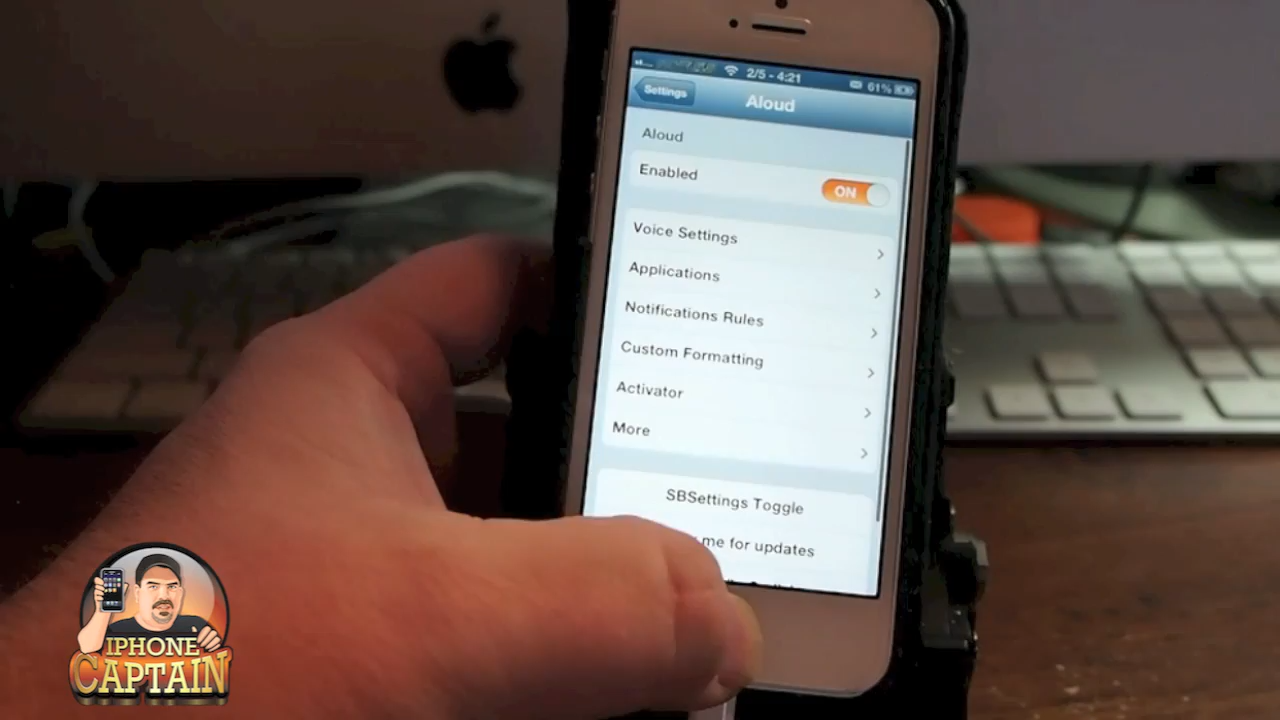 2/5 - 4:21
61%
Settings
Aloud
Aloud
Enabled
ON
Voice Settings
Applications
Notifications Rules
Custom Formatting
Activator
More
SBSettings Toggle
me for updates
IPHONE
CAPTAIN